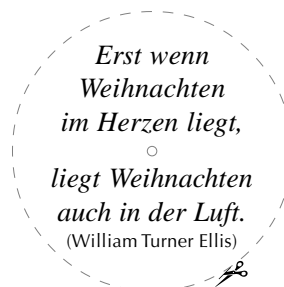 Erst wenn
Weihnachten
im Herzen liegt,
liegt Weihnachten
auch in der Luft.
(William Turner Ellis)